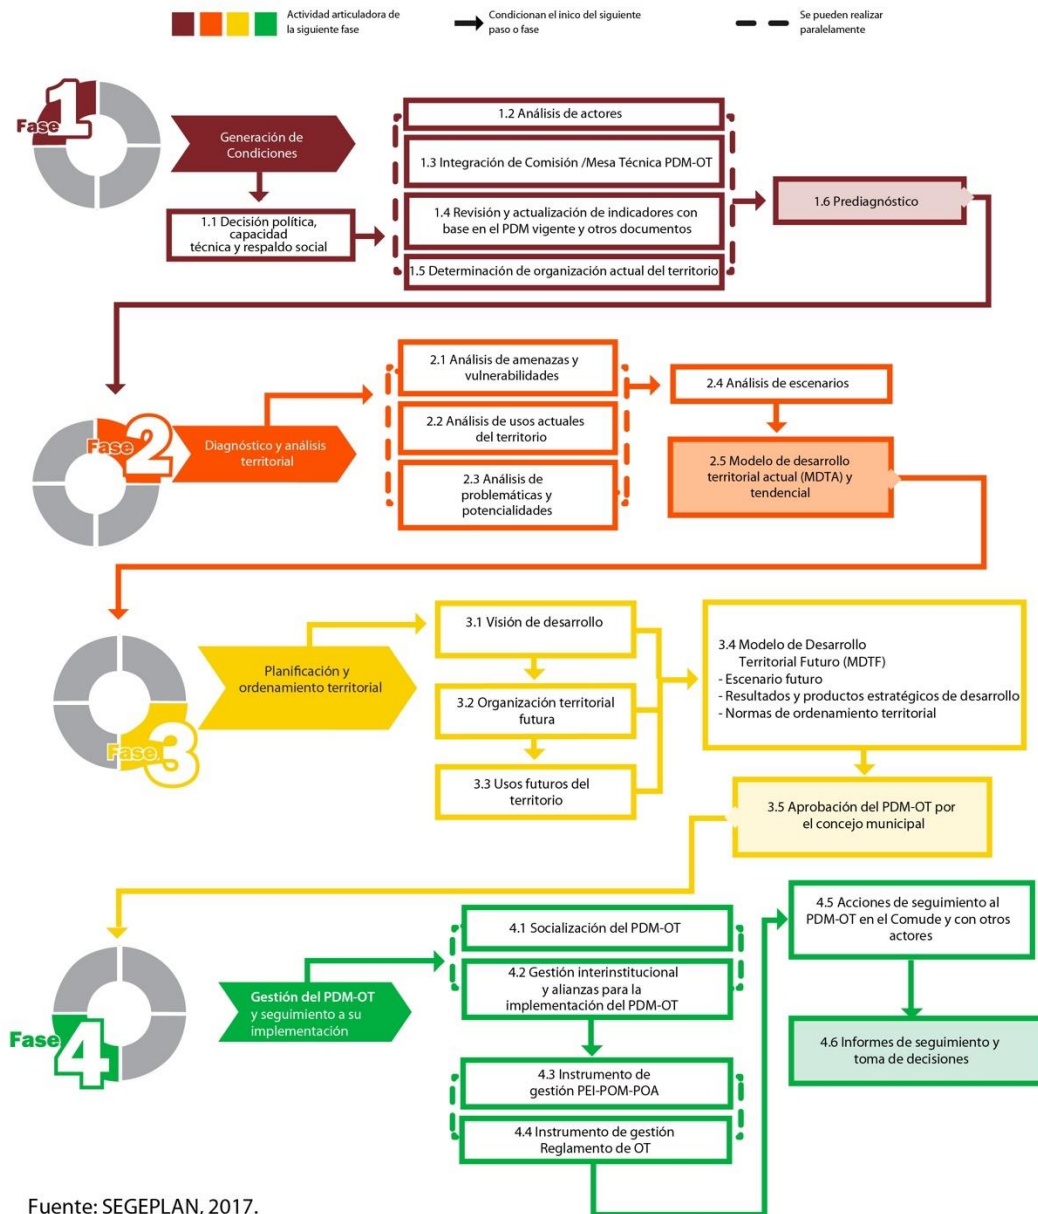 Actividad articuladora de
la siguiente fase
Condicionan el inico del siguiente
paso o fase
Se pueden realizar
paralelamente
Fase 1
Generación de
Condiciones
1.1 Decisión política,
capacidad
técnica y respaldo social
1.2 Análisis de actores
1.3 Integración de Comisión /Mesa Técnica PDM-OT
1.4 Revisión y actualización de indicadores con
base en el PDM vigente y otros documentos
1.5 Determinación de organización actual del territorio
1.6 Prediagnóstico
Fase 2
Diagnóstico y análisis
territorial
2.1 Análisis de amenazas y
vulnerabilidades
2.2 Análisis de usos actuales
del territorio
2.3 Análisis de
problemáticas y
potencialidades
2.4 Análisis de escenarios
2.5 Modelo de desarrollo
territorial actual (MDTA) y
tendencial
Fase 3
Planificación y
ordenamiento territorial
3.1 Visión de desarrollo
3.2 Organización territorial
futura
3.3 Usos futuros del
territorio
3.4 Modelo de Desarrollo
Territorial Futuro (MDTF)
- Escenario futuro
- Resultados y productos estratégicos de desarrollo
- Normas de ordenamiento territorial
3.5 Aprobación del PDM-OT por
el concejo municipal
Fase 4
Gestión del PDM-OT
y seguimiento a su
implementación
4.1 Socialización del PDM-OT
4.2 Gestión interinstitucional
y alianzas para la
implementación del PDM-OT
4.3 Instrumento de
gestión PEI-POM-POA
4.4 Instrumento de gestión
Reglamento de OT
4.5 Acciones de seguimiento al
PDM-OT en el Comude y con otros
actores
4.6 Informes de seguimiento y
toma de decisiones
Fuente: SEGEPLAN, 2017.